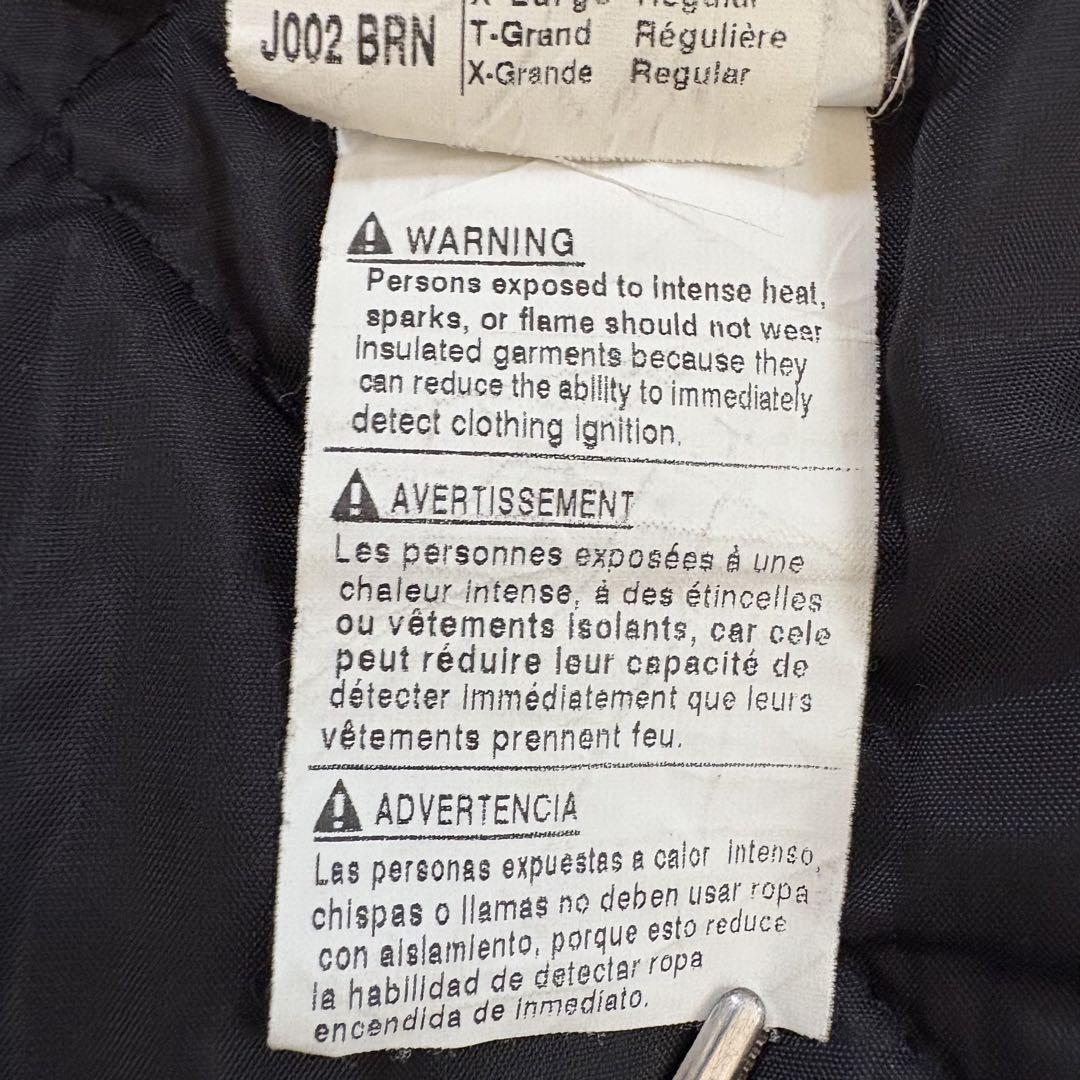 X-Large Regular
J002 BRN
T-Grand Régulière
X-Grande Regular
WARNING
Persons exposed to intense heat,
sparks, or flame should not wear
insulated garments because they
can reduce the ability to immediately
detect clothing ignition.
AVERTISSEMENT
Les personnes exposées à une
chaleur intense, à des étincelles
ou vêtements isolants, car cele
peut réduire leur capacité de
détecter immédiatement que leurs
vêtements prennent feu.
ADVERTENCIA
Las personas expuestas a calor intenso,
chispas o llamas no deben usar ropa
con aislamiento, porque esto reduce
la habilidad de detectar ropa
encendida de inmediato.